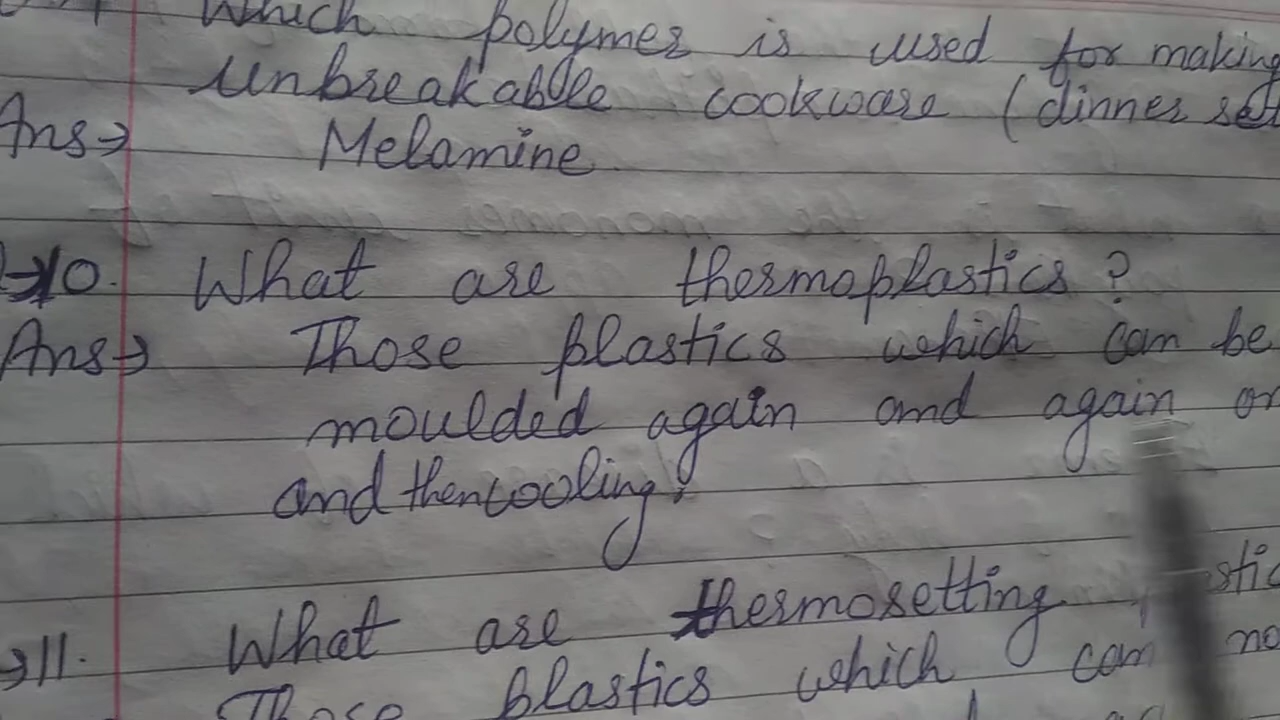 Which polymer is used for making
unbreakable cookware (dinner set
Ans→ Melamine
→10. What are thermoplastics?
Ans→ Those plastics which can be
moulded again and again
and then cooling.
→11. What are thermosetting
Those plastics which can